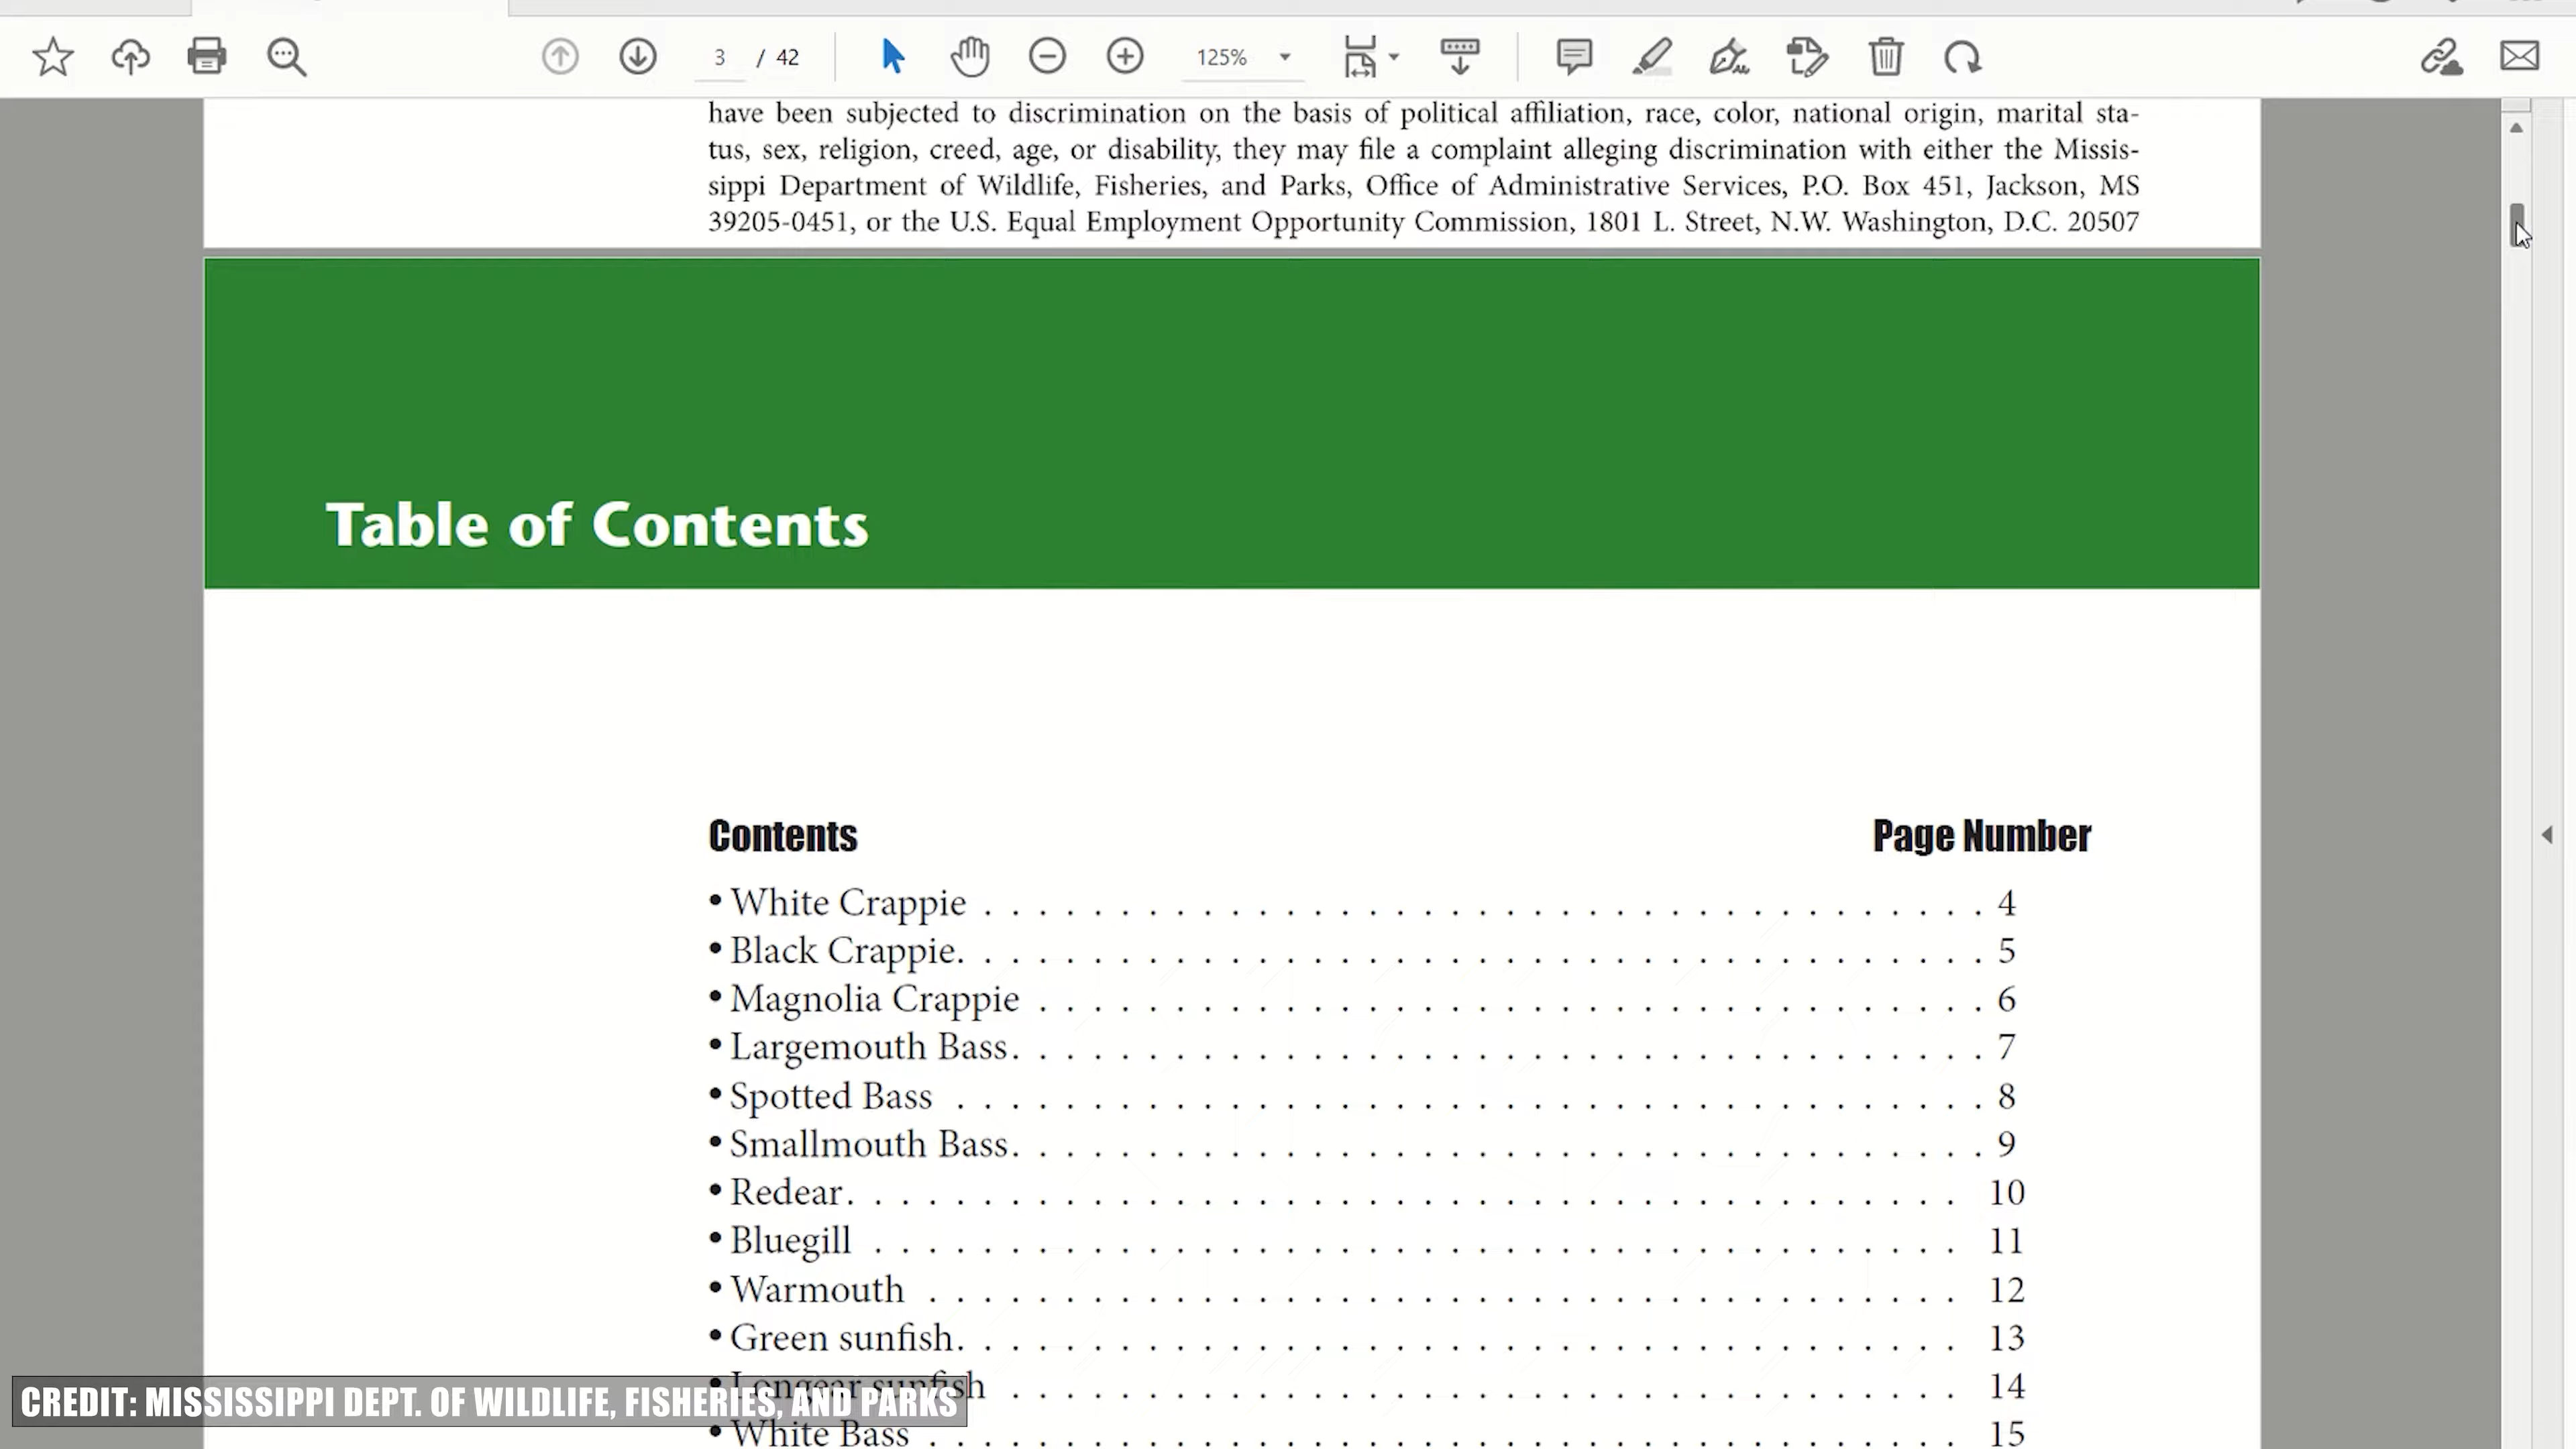 3 / 42
125%
have been subjected to discrimination on the basis of political affiliation, race, color, national origin, marital sta-
tus, sex, religion, creed, age, or disability, they may file a complaint alleging discrimination with either the Missis-
sippi Department of Wildlife, Fisheries, and Parks, Office of Administrative Services, P.O. Box 451, Jackson, MS
39205-0451, or the U.S. Equal Employment Opportunity Commission, 1801 L. Street, N.W. Washington, D.C. 20507
Table of Contents
Contents Page Number
• White Crappie . . . . . . . . . . . . . . . . . . . . . . . . . . . . . . . . . . . . . 4
• Black Crappie. . . . . . . . . . . . . . . . . . . . . . . . . . . . . . . . . . . . . . 5
• Magnolia Crappie . . . . . . . . . . . . . . . . . . . . . . . . . . . . . . . . . . . 6
• Largemouth Bass. . . . . . . . . . . . . . . . . . . . . . . . . . . . . . . . . . . . 7
• Spotted Bass . . . . . . . . . . . . . . . . . . . . . . . . . . . . . . . . . . . . . . 8
• Smallmouth Bass. . . . . . . . . . . . . . . . . . . . . . . . . . . . . . . . . . . . 9
• Redear. . . . . . . . . . . . . . . . . . . . . . . . . . . . . . . . . . . . . . . . . 10
• Bluegill . . . . . . . . . . . . . . . . . . . . . . . . . . . . . . . . . . . . . . . . 11
• Warmouth . . . . . . . . . . . . . . . . . . . . . . . . . . . . . . . . . . . . . . 12
• Green sunfish. . . . . . . . . . . . . . . . . . . . . . . . . . . . . . . . . . . . . 13
• Longear sunfish . . . . . . . . . . . . . . . . . . . . . . . . . . . . . . . . . . . 14
CREDIT: MISSISSIPPI DEPT. OF WILDLIFE, FISHERIES, AND PARKS
• White Bass . . . . . . . . . . . . . . . . . . . . . . . . . . . . . . . . . . . . . . 15